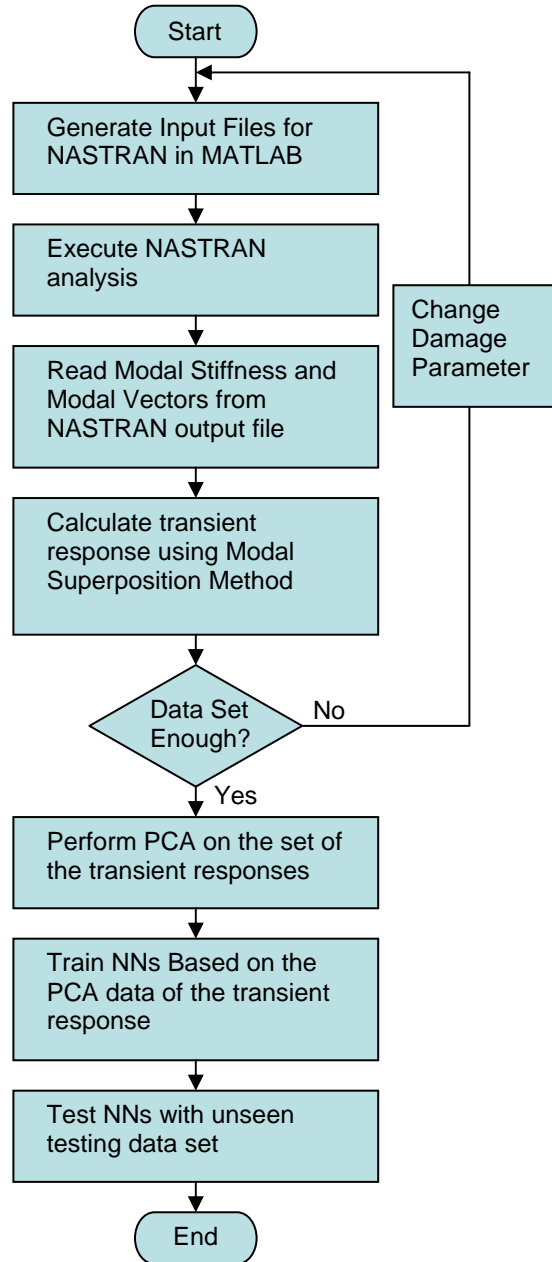 Start
Generate Input Files for
NASTRAN in MATLAB
Execute NASTRAN
analysis
Change
Damage
Parameter
Read Modal Stiffness and
Modal Vectors from
NASTRAN output file
Calculate transient
response using Modal
Superposition Method
Data Set
Enough?
No
Yes
Perform PCA on the set of
the transient responses
Train NNs Based on the
PCA data of the transient
response
Test NNs with unseen
testing data set
End